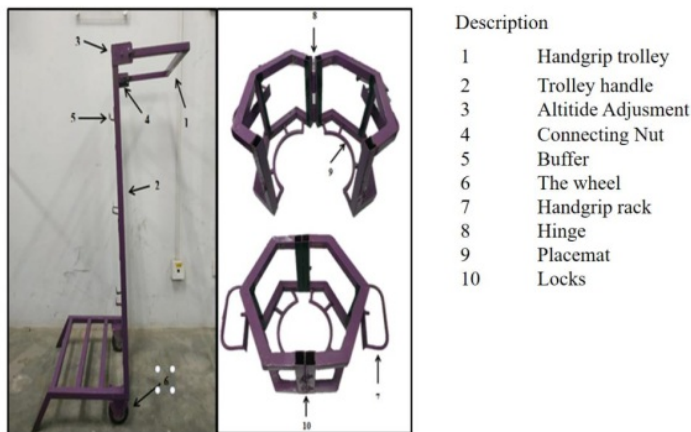 8
3
5
4
1
9
2
6
7
10
Description
1 Handgrip trolley
2 Trolley handle
3 Altitide Adjusment
4 Connecting Nut
5 Buffer
6 The wheel
7 Handgrip rack
8 Hinge
9 Placemat
10 Locks